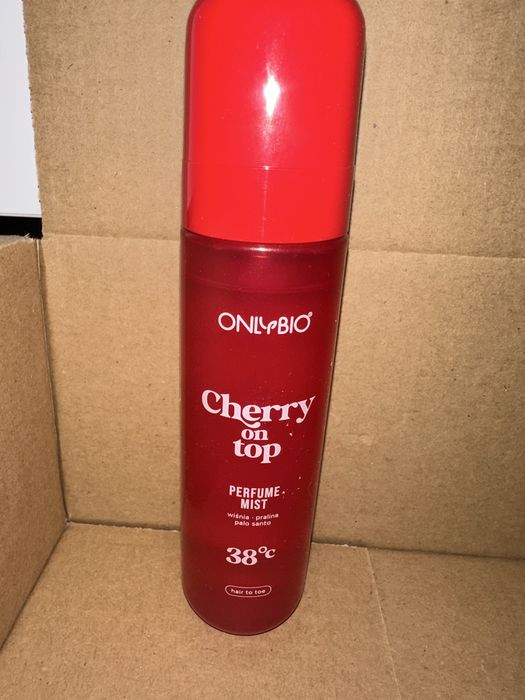 ONLYBIO
Cherry
on
top
PERFUME
MIST
wiśnia · pralina
palo santo
38°C
hair to toe